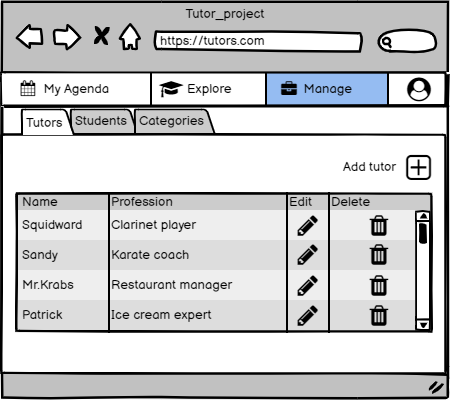 Tutor_project
https://tutors.com
My Agenda Explore Manage
Tutors Students Categories
Add tutor
Name Profession Edit Delete
Squidward Clarinet player
Sandy Karate coach
Mr.Krabs Restaurant manager
Patrick Ice cream expert